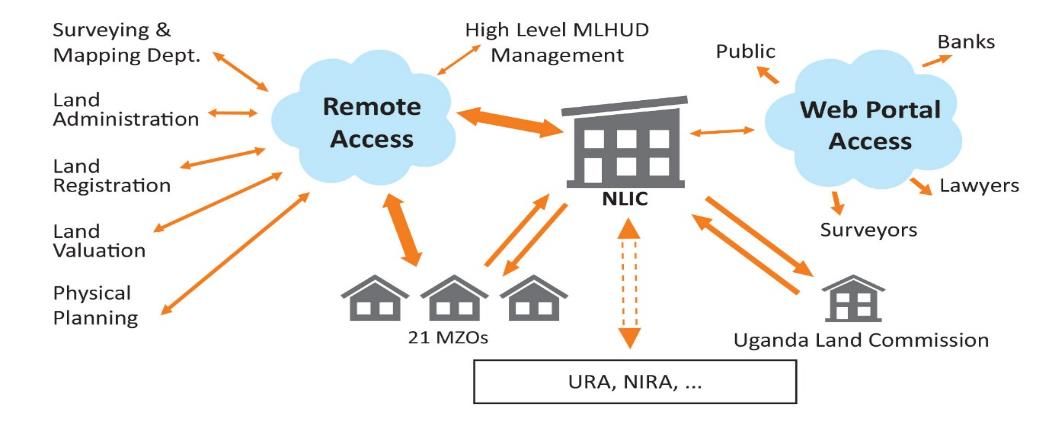 Surveying &
Mapping Dept.
Land
Administration
Land
Registration
Land
Valuation
Physical
Planning
High Level MLHUD
Management
Remote
Access
NLIC
21 MZOs
URA, NIRA, ...
Public
Banks
Web Portal
Access
Lawyers
Surveyors
Uganda Land Commission